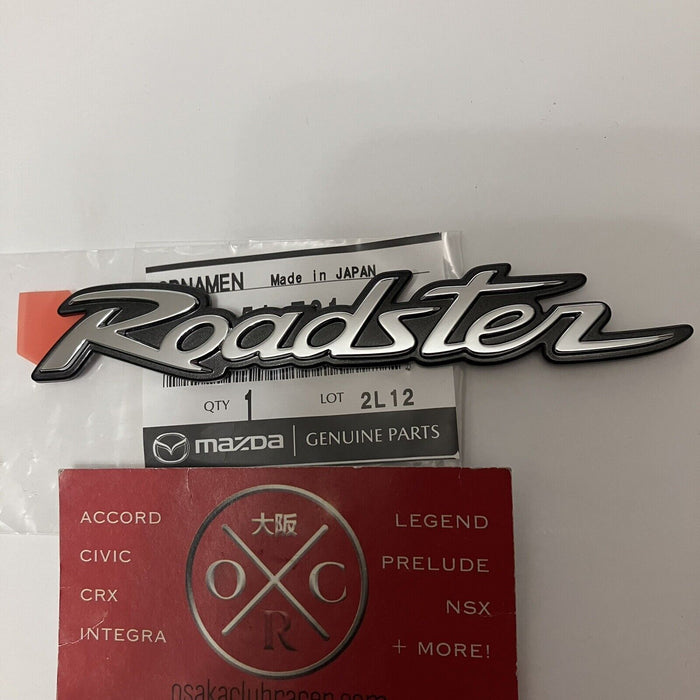 ORNAMEN Made in JAPAN
Roadster
QTY 1 LOT 2L12
mazda GENUINE PARTS
ACCORD
CIVIC
CRX
INTEGRA
大阪
O C
R
LEGEND
PRELUDE
NSX
+ MORE!